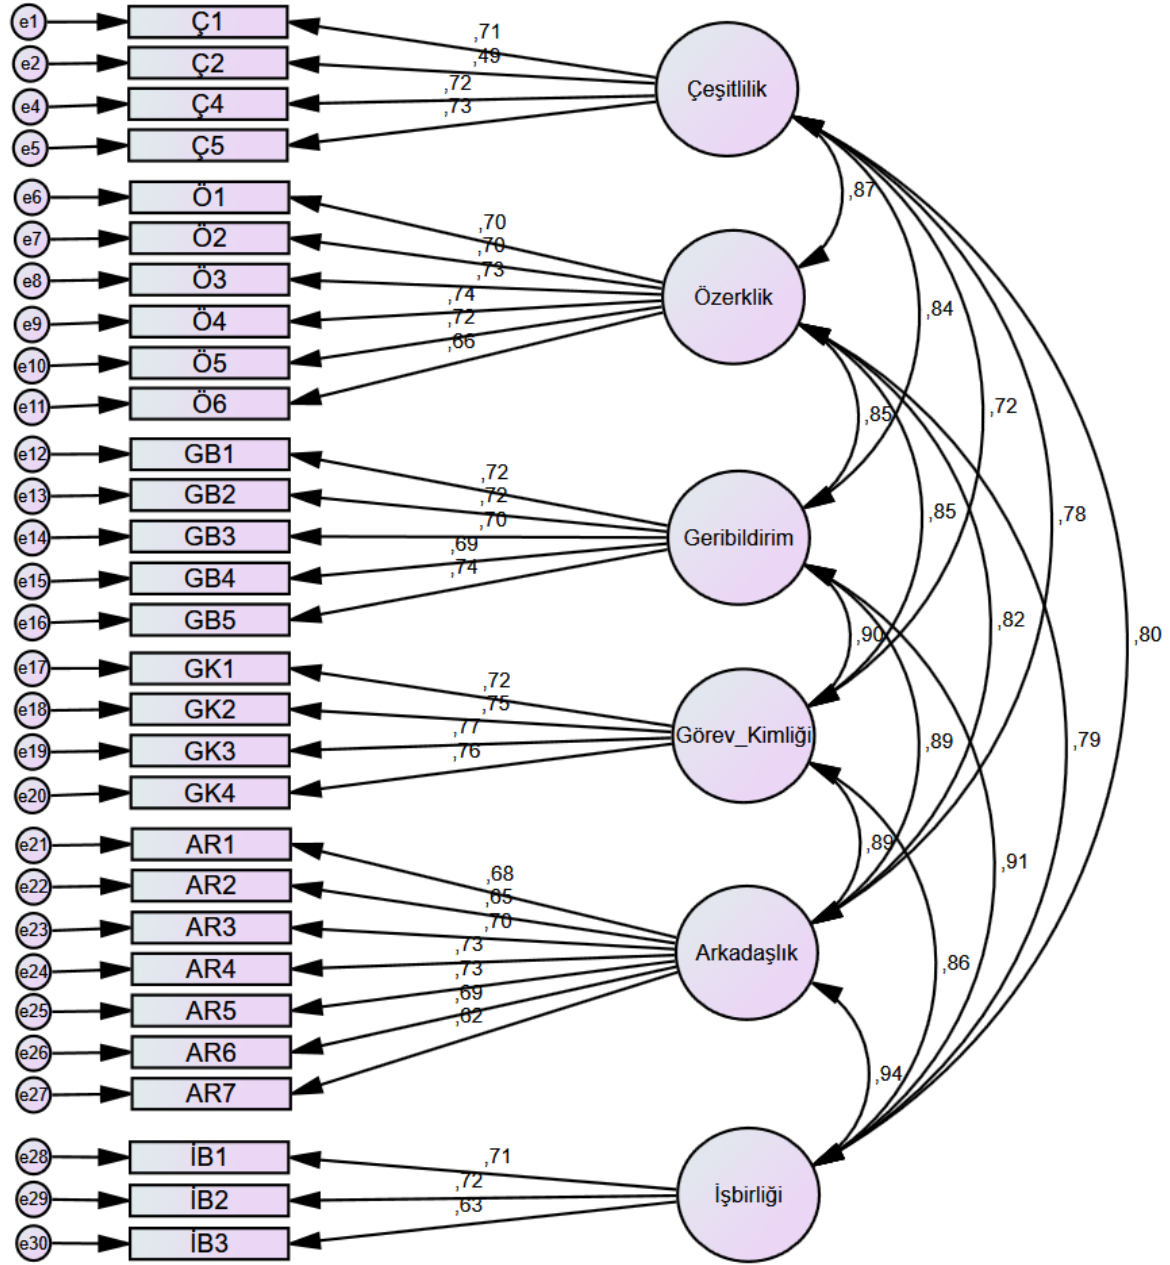 e1 Ç1
,71
e2 Ç2
,49
Çeşitlilik
e4 Ç4
,72
e5 Ç5
,73
,87
e6 Ö1
,70
e7 Ö2
,70
e8 Ö3
,73
Özerklik
e9 Ö4
,74
,84
e10 Ö5
,72
e11 Ö6
,66
,85
,72
e12 GB1
,72
e13 GB2
,72
,85
,78
e14 GB3
,70
Geribildirim
e15 GB4
,69
e16 GB5
,74
,90
,82
,80
e17 GK1
,72
e18 GK2
,75
Görev_Kimliği
e19 GK3
,77
,89
,79
e20 GK4
,76
e21 AR1
,68
,89
,91
e22 AR2
,65
e23 AR3
,70
Arkadaşlık
e24 AR4
,73
,86
e25 AR5
,73
e26 AR6
,69
e27 AR7
,62
,94
e28 İB1
,71
e29 İB2
,72
İşbirliği
e30 İB3
,63